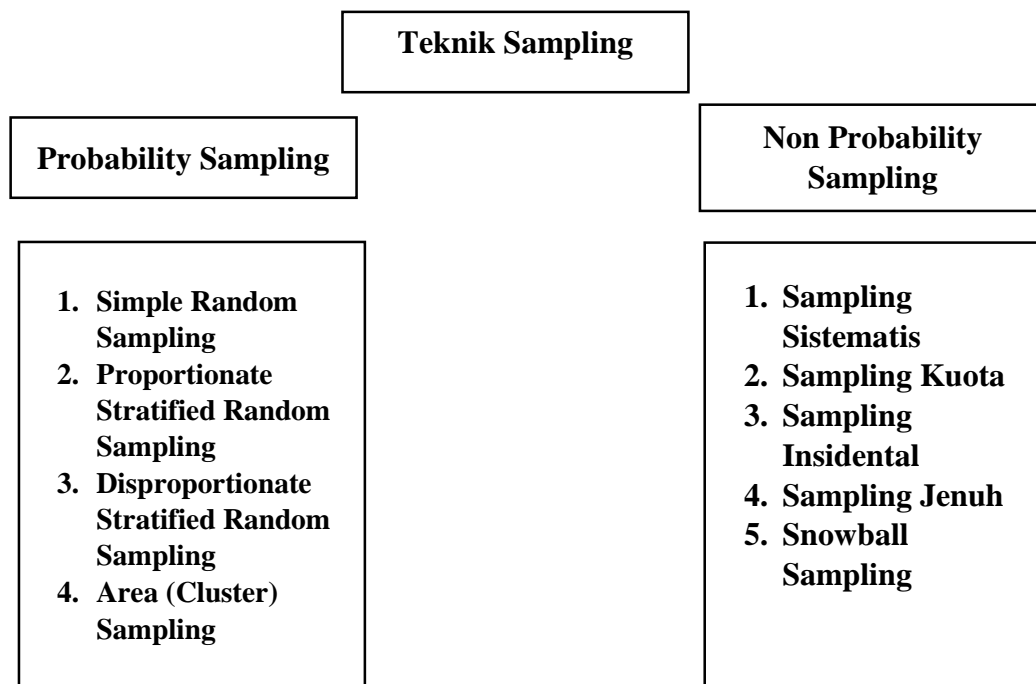 Teknik Sampling
Probability Sampling
Non Probability
Sampling
1. Simple Random
Sampling
2. Proportionate
Stratified Random
Sampling
3. Disproportionate
Stratified Random
Sampling
4. Area (Cluster)
Sampling
1. Sampling
Sistematis
2. Sampling Kuota
3. Sampling
Insidental
4. Sampling Jenuh
5. Snowball
Sampling